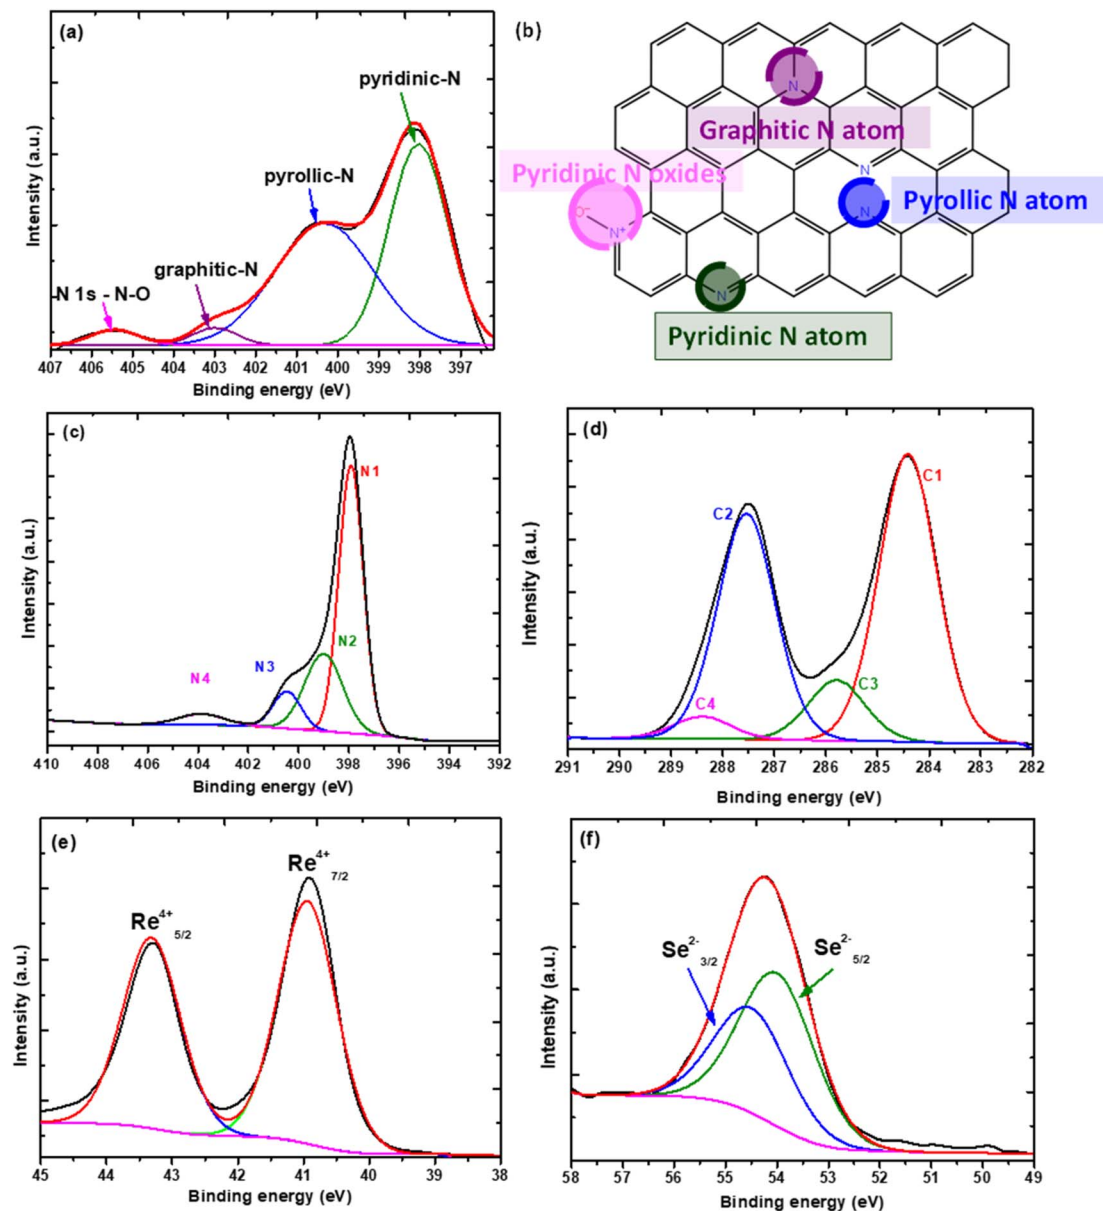 (a)
pyridinic-N
pyrollic-N
graphitic-N
N 1s - N-O
Intensity (a.u.)
407 406 405 404 403 402 401 400 399 398 397
Binding energy (eV)
(b)
N
Graphitic N atom
Pyridinic N oxides
N
O⁻
N
Pyrollic N atom
N⁺
N
Pyridinic N atom
(c)
N1
N2
N3
N4
Intensity (a.u.)
410 408 406 404 402 400 398 396 394 392
Binding energy (eV)
(d)
C1
C2
C3
C4
Intensity (a.u.)
291 290 289 288 287 286 285 284 283 282
Binding energy (eV)
(e)
Re⁴⁺ 7/2
Re⁴⁺ 5/2
Intensity (a.u.)
45 44 43 42 41 40 39 38
Binding energy (eV)
(f)
Se²⁻ 3/2
Se²⁻ 5/2
Intensity (a.u.)
58 57 56 55 54 53 52 51 50 49
Binding energy (eV)